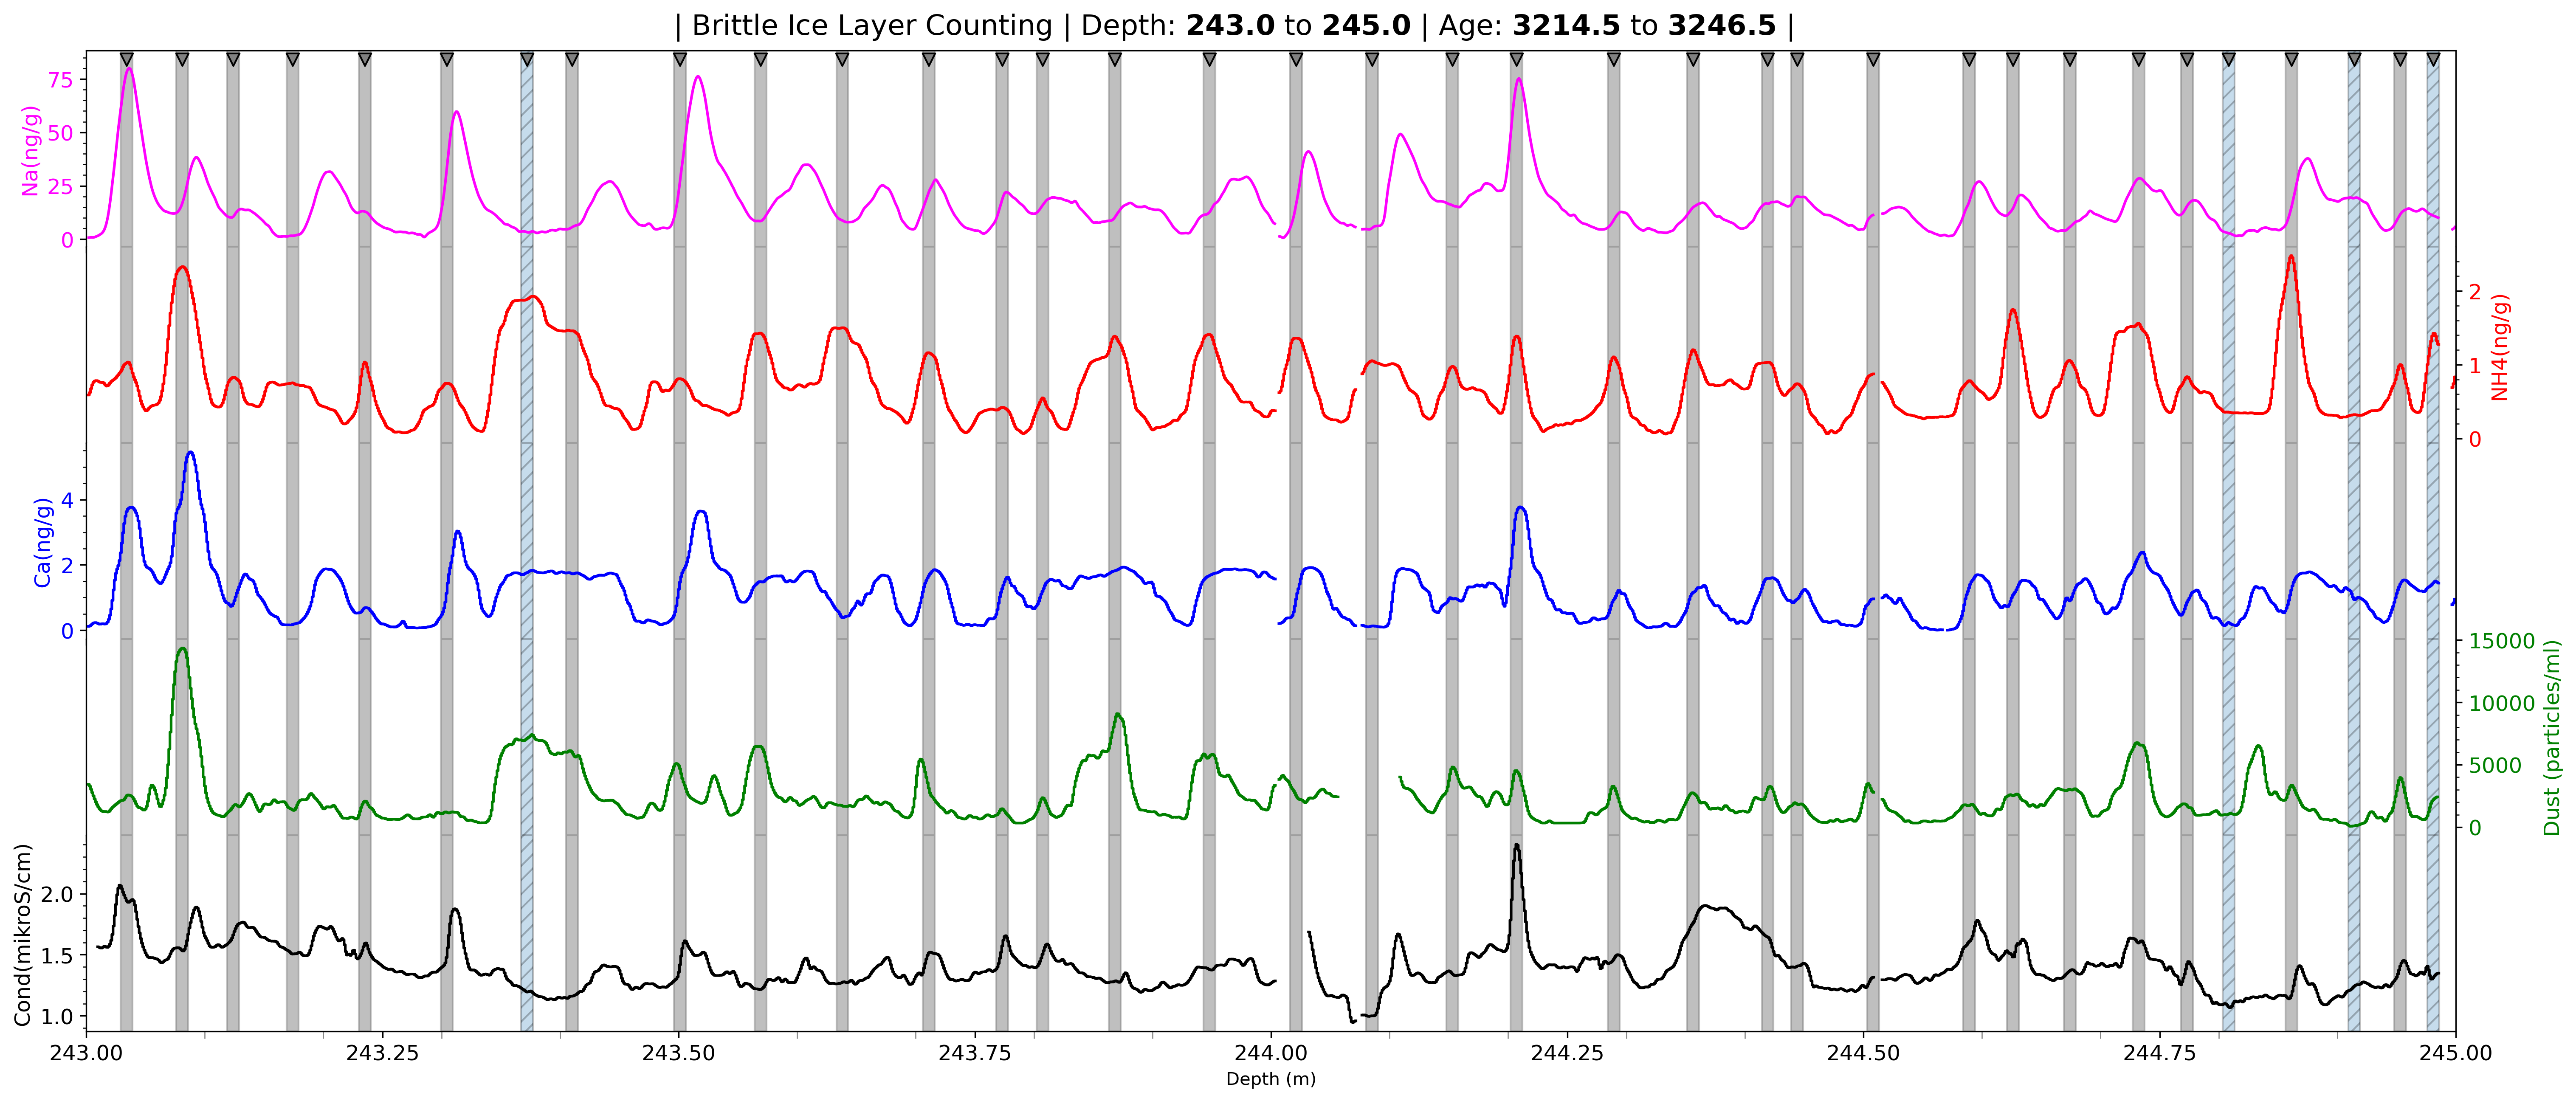 | Brittle Ice Layer Counting | Depth: 243.0 to 245.0 | Age: 3214.5 to 3246.5 |
Na(ng/g)
75
50
25
0
NH4(ng/g)
2
1
0
Ca(ng/g)
4
2
0
Dust (particles/ml)
15000
10000
5000
0
Cond(mikroS/cm)
2.0
1.5
1.0
243.00 243.25 243.50 243.75 244.00 244.25 244.50 244.75 245.00
Depth (m)